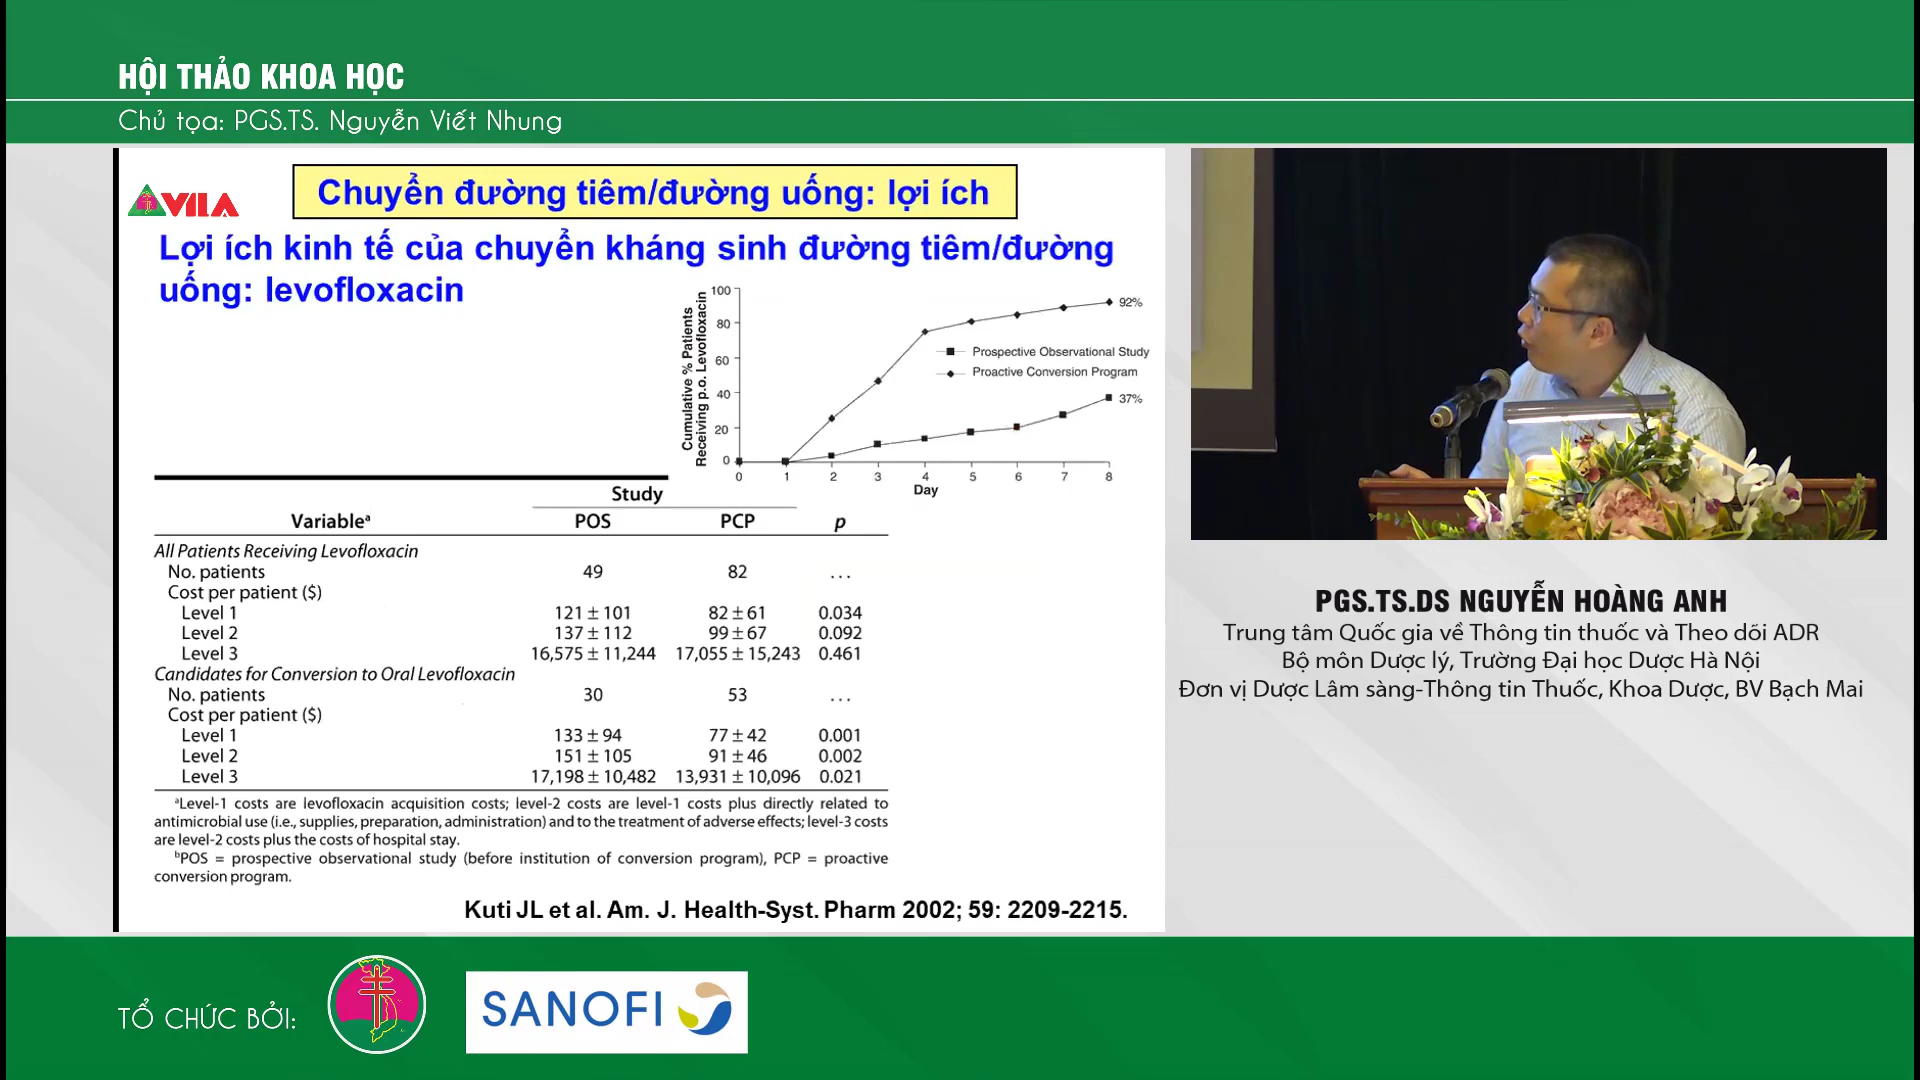 HỘI THẢO KHOA HỌC
Chủ tọa: PGS.TS. Nguyễn Viết Nhung
VILA
Chuyển đường tiêm/đường uống: lợi ích
Lợi ích kinh tế của chuyển kháng sinh đường tiêm/đường
uống: levofloxacin
Cumulative % Patients
Receiving p.o. Levofloxacin
100
80
60
40
20
0
92%
Prospective Observational Study
Proactive Conversion Program
37%
0 1 2 3 4 5 6 7 8
Day
Study
Variableᵃ POS PCP p
All Patients Receiving Levofloxacin
No. patients 49 82 . . .
Cost per patient ($)
Level 1 121 ± 101 82 ± 61 0.034
Level 2 137 ± 112 99 ± 67 0.092
Level 3 16,575 ± 11,244 17,055 ± 15,243 0.461
Candidates for Conversion to Oral Levofloxacin
No. patients 30 53 . . .
Cost per patient ($)
Level 1 133 ± 94 77 ± 42 0.001
Level 2 151 ± 105 91 ± 46 0.002
Level 3 17,198 ± 10,482 13,931 ± 10,096 0.021
ᵃLevel-1 costs are levofloxacin acquisition costs; level-2 costs are level-1 costs plus directly related to
antimicrobial use (i.e., supplies, preparation, administration) and to the treatment of adverse effects; level-3 costs
are level-2 costs plus the costs of hospital stay.
ᵇPOS = prospective observational study (before institution of conversion program), PCP = proactive
conversion program.
Kuti JL et al. Am. J. Health-Syst. Pharm 2002; 59: 2209-2215.
PGS.TS.DS NGUYỄN HOÀNG ANH
Trung tâm Quốc gia về Thông tin thuốc và Theo dõi ADR
Bộ môn Dược lý, Trường Đại học Dược Hà Nội
Đơn vị Dược Lâm sàng-Thông tin Thuốc, Khoa Dược, BV Bạch Mai
TỔ CHỨC BỞI:
SANOFI